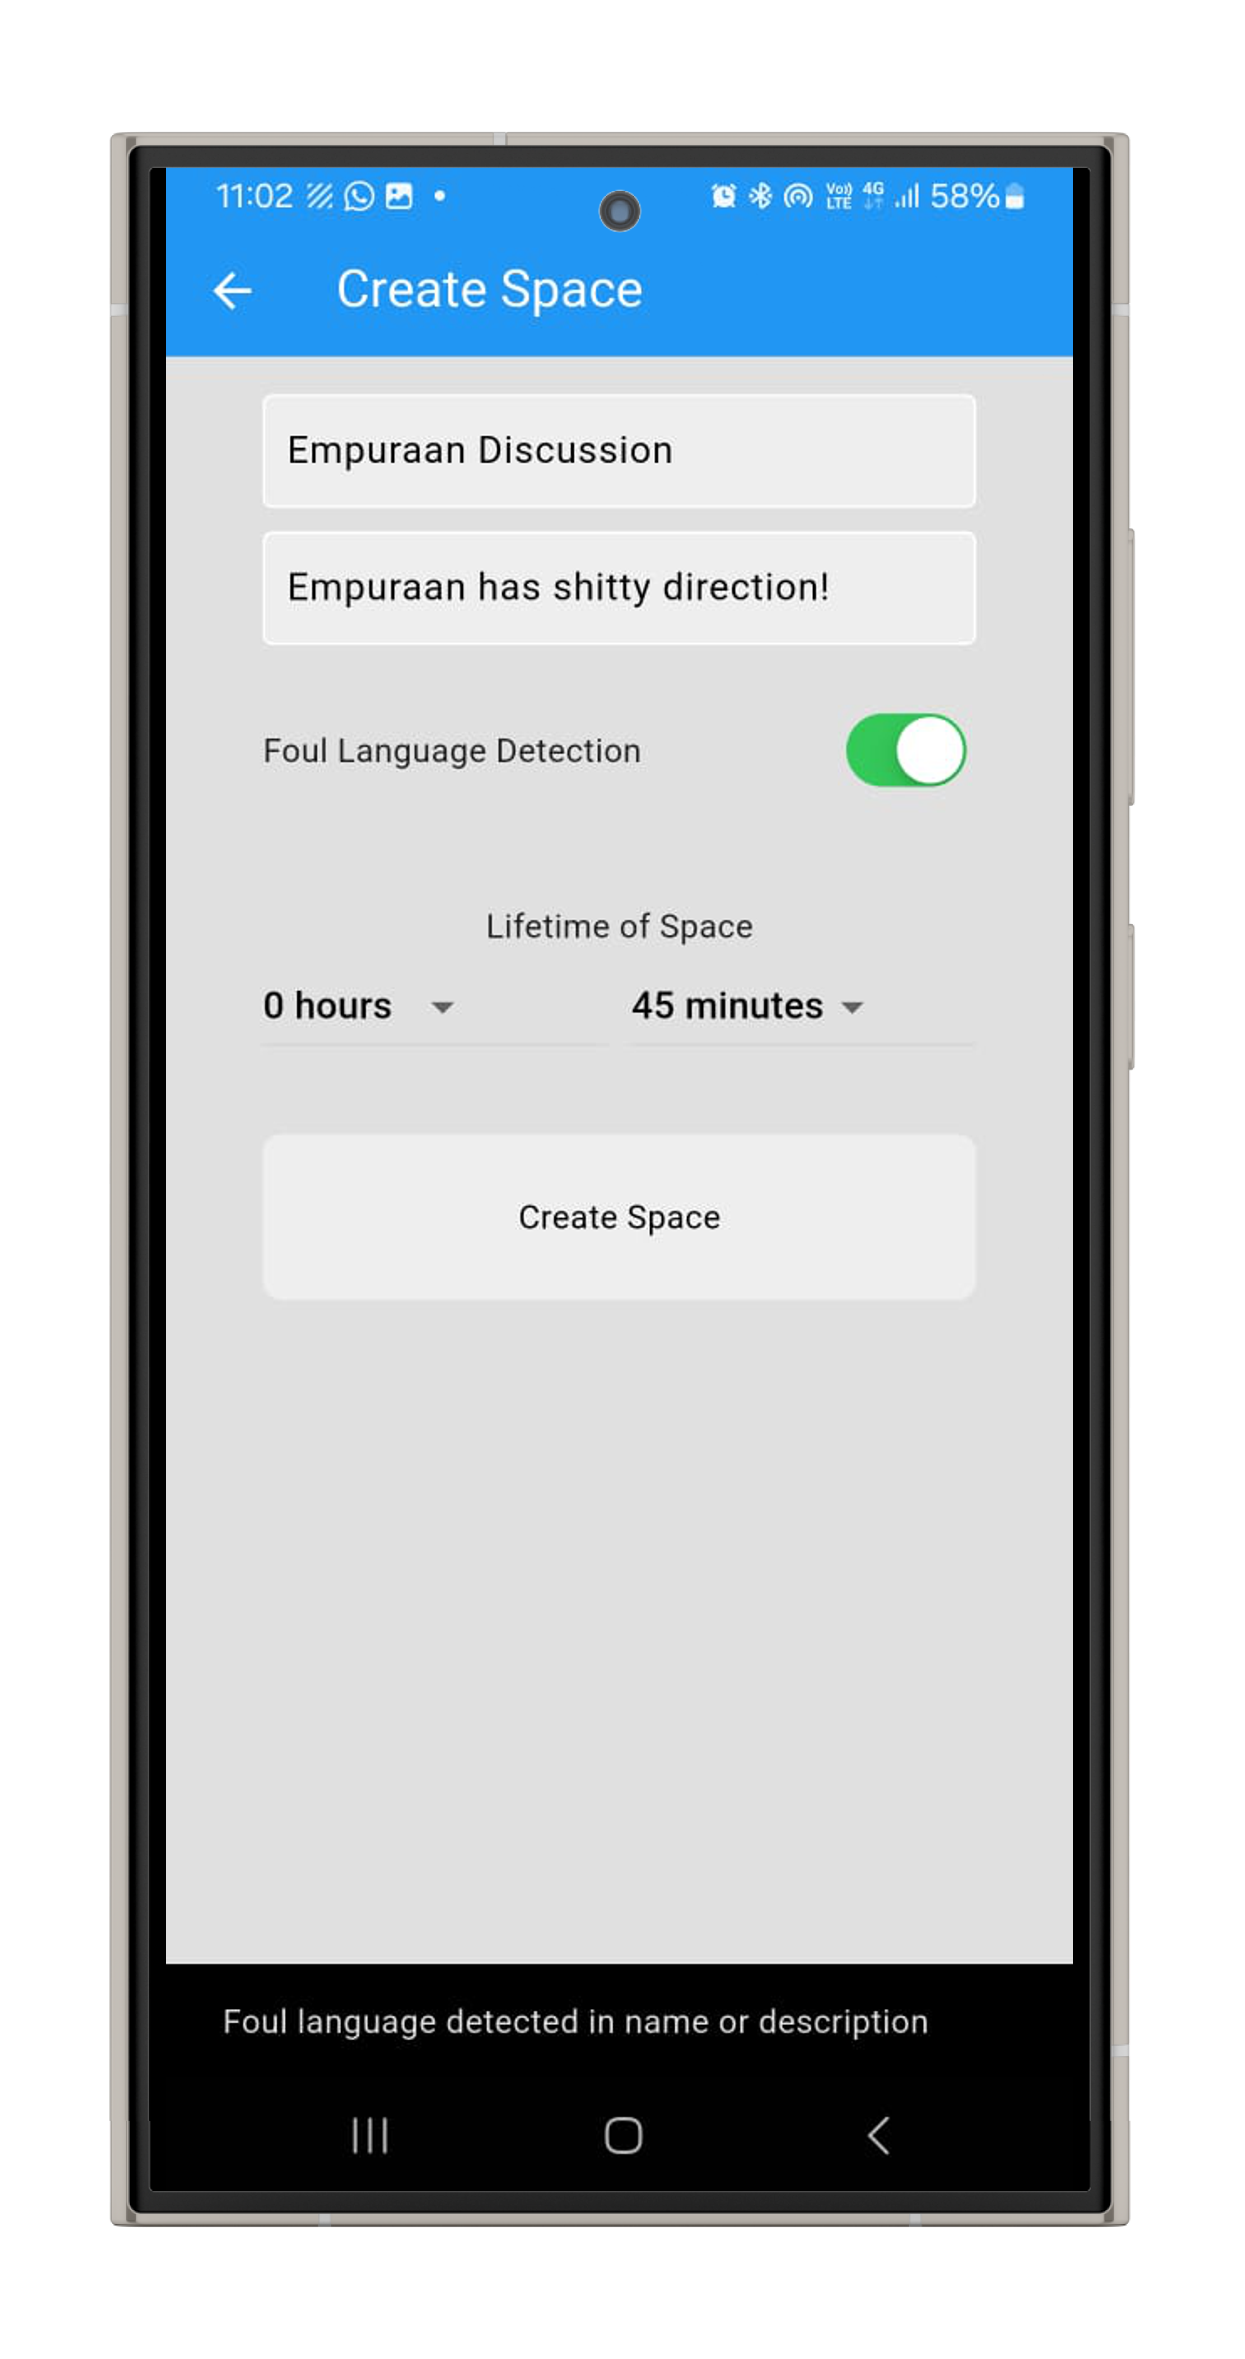 11:02 Vo)) LTE 4G 58%
Create Space
Empuraan Discussion
Empuraan has shitty direction!
Foul Language Detection
Lifetime of Space
0 hours 45 minutes
Create Space
Foul language detected in name or description